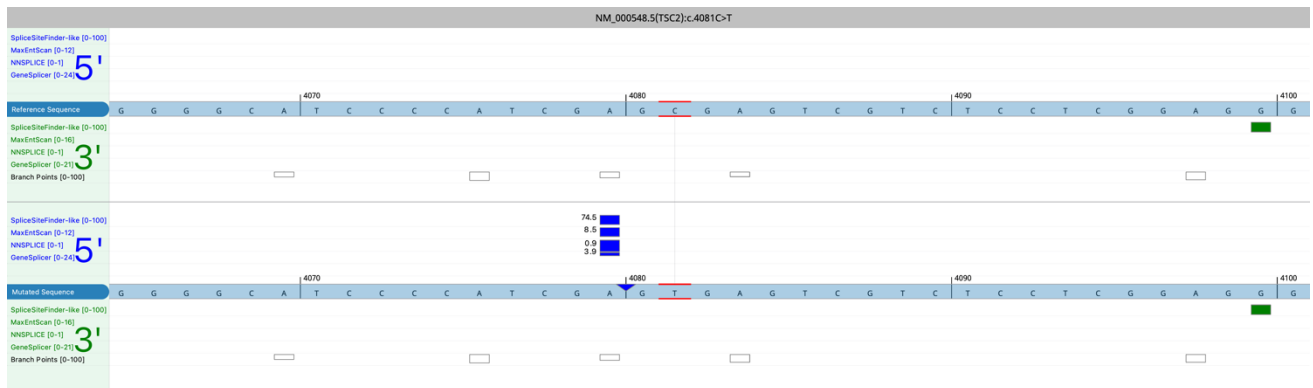 NM_000548.5(TSC2):c.4081C>T
SpliceSiteFinder-like [0-100]
MaxEntScan [0-12]
NNSPLICE [0-1]
GeneSplicer [0-24]
5'
4070 4080 4090 4100
Reference Sequence G G G G C A T C C C C A T C G A G C G A G T C G T C T C C T C G G A G G G
SpliceSiteFinder-like [0-100]
MaxEntScan [0-16]
NNSPLICE [0-1]
GeneSplicer [0-21]
3'
Branch Points [0-100]
SpliceSiteFinder-like [0-100]
MaxEntScan [0-12]
NNSPLICE [0-1]
GeneSplicer [0-24]
5'
74.5
8.5
0.9
3.9
4070 4080 4090 4100
Mutated Sequence G G G G C A T C C C C A T C G A G T G A G T C G T C T C C T C G G A G G G
SpliceSiteFinder-like [0-100]
MaxEntScan [0-16]
NNSPLICE [0-1]
GeneSplicer [0-21]
3'
Branch Points [0-100]